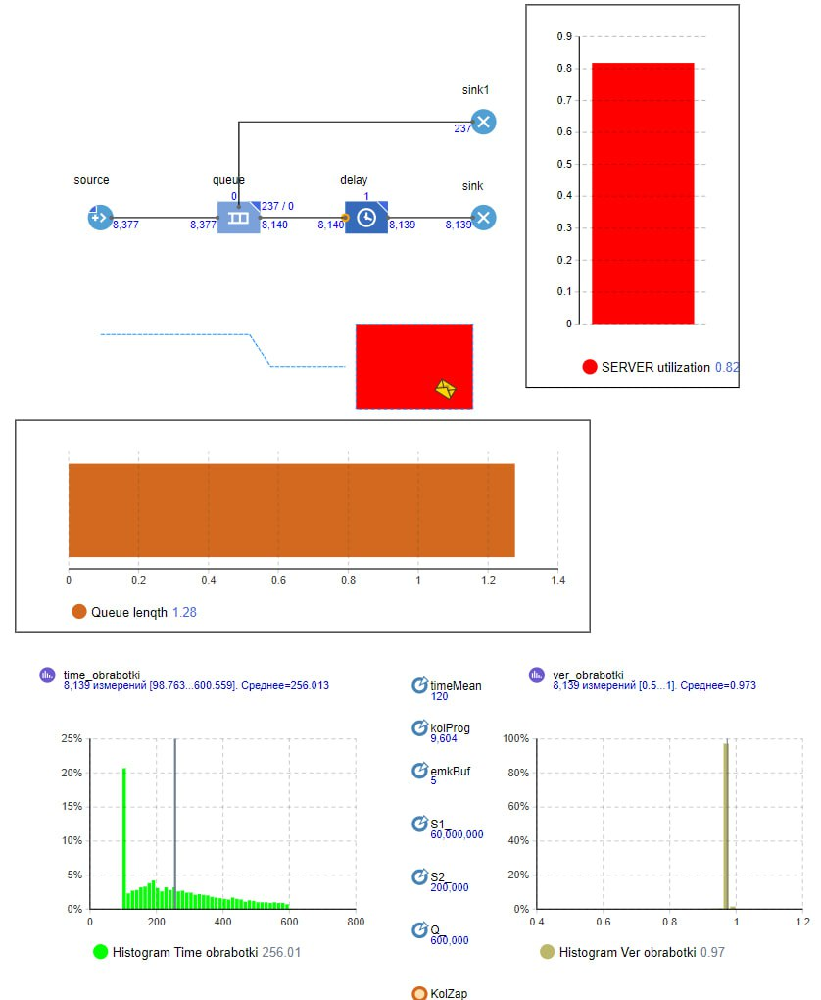 sink1
237
source
queue
delay
sink
0
1
237 / 0
8,377
8,377
8,140
8,140
8,139
8,139
0.9
0.8
0.7
0.6
0.5
0.4
0.3
0.2
0.1
0
SERVER utilization 0.82
0 0.2 0.4 0.6 0.8 1 1.2 1.4
Queue length 1.28
time_obrabotki
8,139 измерений [98.763...600.559]. Среднее=256.013
25%
20%
15%
10%
5%
0%
0 200 400 600 800
Histogram Time obrabotki 256.01
timeMean
120
kolProg
9,604
emkBuf
5
S1_
60,000,000
S2_
200,000
Q_
600,000
KolZap
ver_obrabotki
8,139 измерений [0.5...1]. Среднее=0.973
100%
80%
60%
40%
20%
0%
0.4 0.6 0.8 1 1.2
Histogram Ver obrabotki 0.97